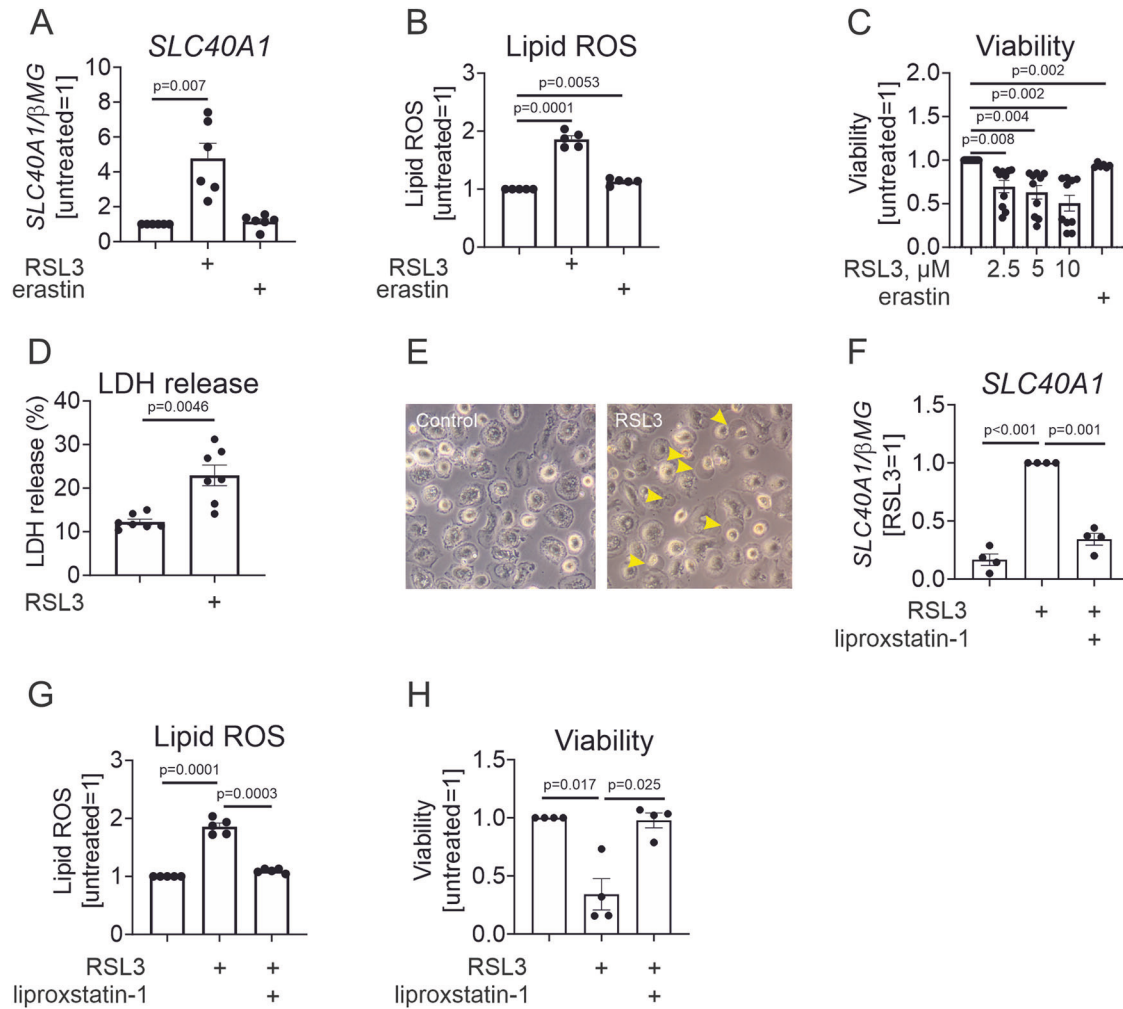 A
SLC40A1
SLC40A1/βMG
[untreated=1]
10
8
6
4
2
0
p=0.007
RSL3 +
erastin +
B
Lipid ROS
Lipid ROS
[untreated=1]
3
2
1
0
p=0.0053
p=0.0001
RSL3 +
erastin +
C
Viability
Viability
[untreated=1]
2.0
1.5
1.0
0.5
0.0
p=0.002
p=0.002
p=0.004
p=0.008
RSL3, µM 2.5 5 10
erastin +
D
LDH release
LDH release (%)
40
30
20
10
0
p=0.0046
RSL3 +
E
Control
RSL3
F
SLC40A1
SLC40A1/βMG
[RSL3=1]
1.5
1.0
0.5
0.0
p<0.001 p=0.001
RSL3 + +
liproxstatin-1 +
G
Lipid ROS
Lipid ROS
[untreated=1]
3
2
1
0
p=0.0001
p=0.0003
RSL3 + +
liproxstatin-1 +
H
Viability
Viability
[untreated=1]
1.5
1.0
0.5
0.0
p=0.017 p=0.025
RSL3 + +
liproxstatin-1 +